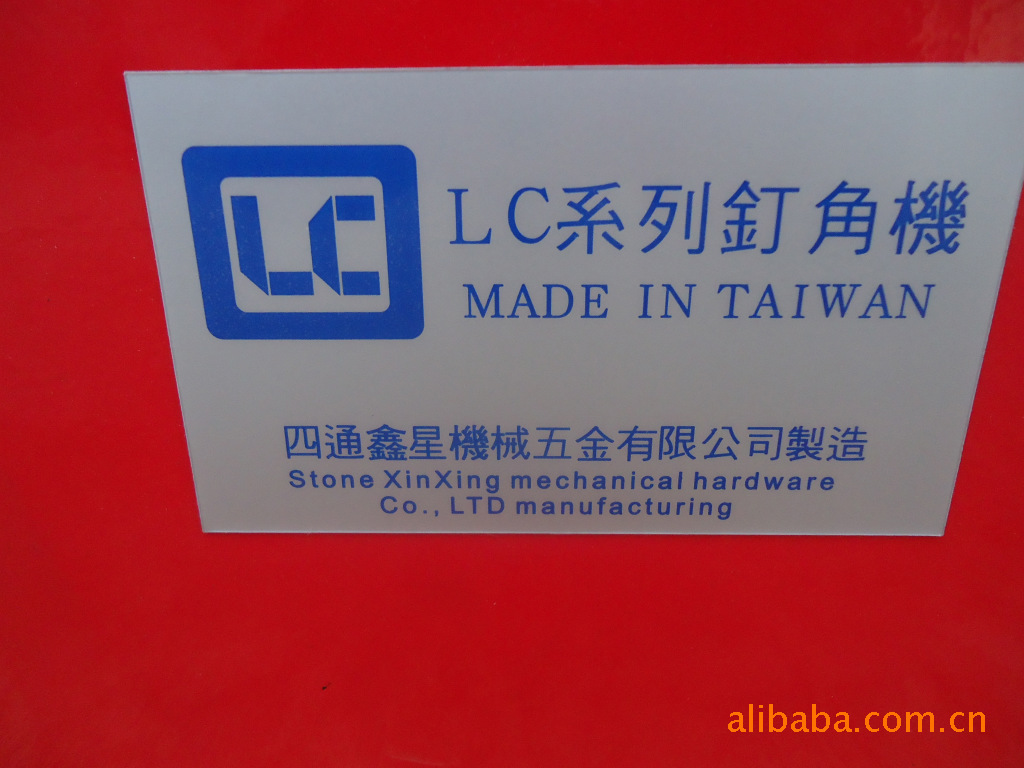 LC
LC系列釘角機
MADE IN TAIWAN
四通鑫星機械五金有限公司製造
Stone XinXing mechanical hardware
Co., LTD manufacturing
alibaba.com.cn